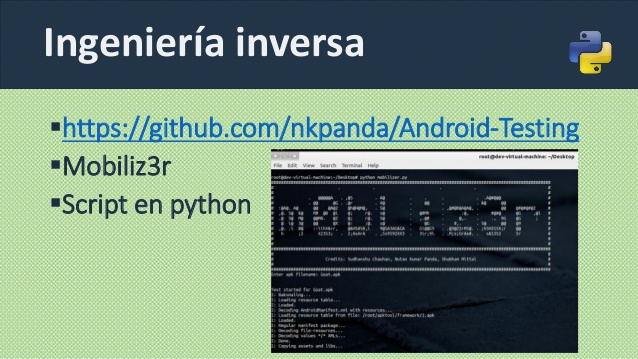 Ingeniería inversa
▪https://github.com/nkpanda/Android-Testing
▪Mobiliz3r
▪Script en python
root@dev-virtual-machine: ~/Desktop
File Edit View Search Terminal Help
root@dev-virtual-machine:~/Desktop# python mobilizer.py
Credits: Sudhanshu Chauhan, Nutan Kumar Panda, Shubham Mittal
Enter apk Filename: Goat.apk
Test started for Goat.apk
I: Baksmaling...
I: Loading resource table...
I: Loaded.
I: Decoding AndroidManifest.xml with resources...
I: Loading resource table from file: /root/apktool/framework/1.apk
I: Loaded.
I: Regular manifest package...
I: Decoding file-resources...
I: Decoding values */* XMLs...
I: Done.
I: Copying assets and libs...